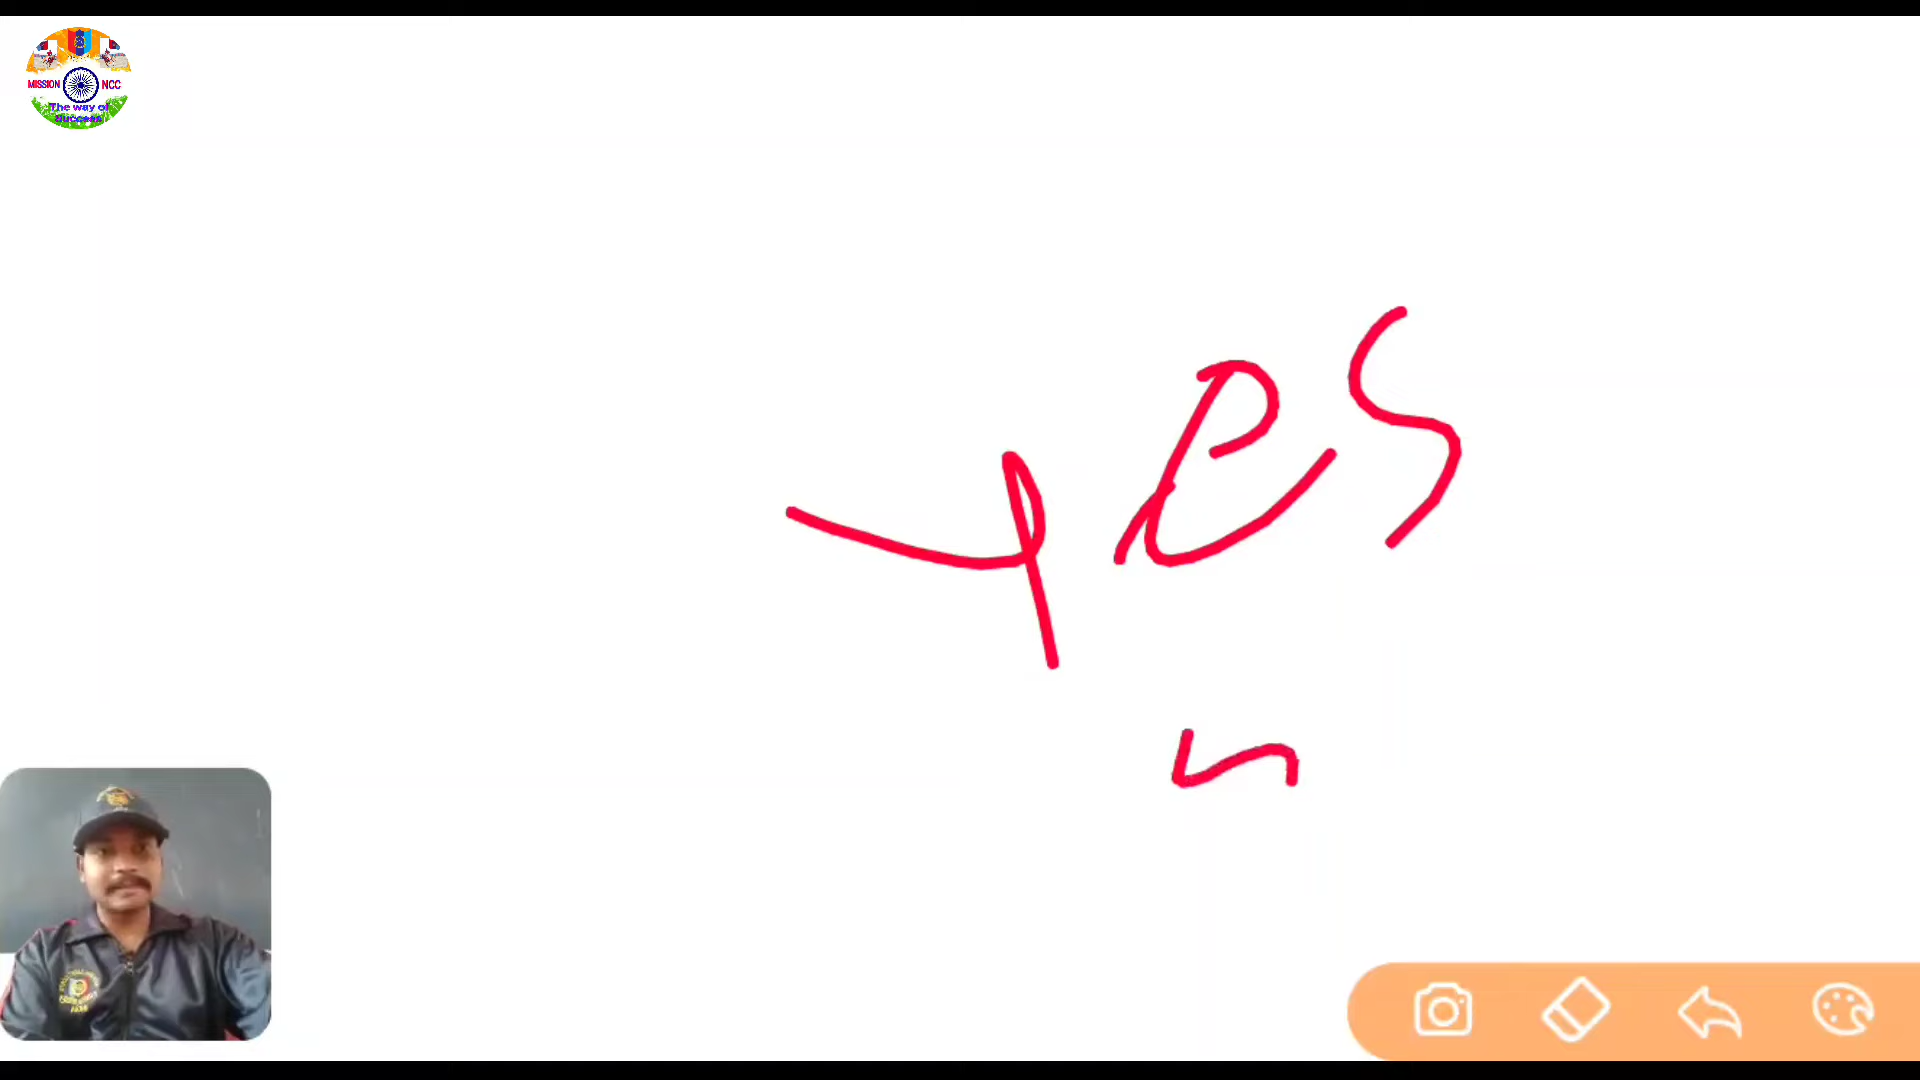 MISSION NCC
The way of
Success
yes